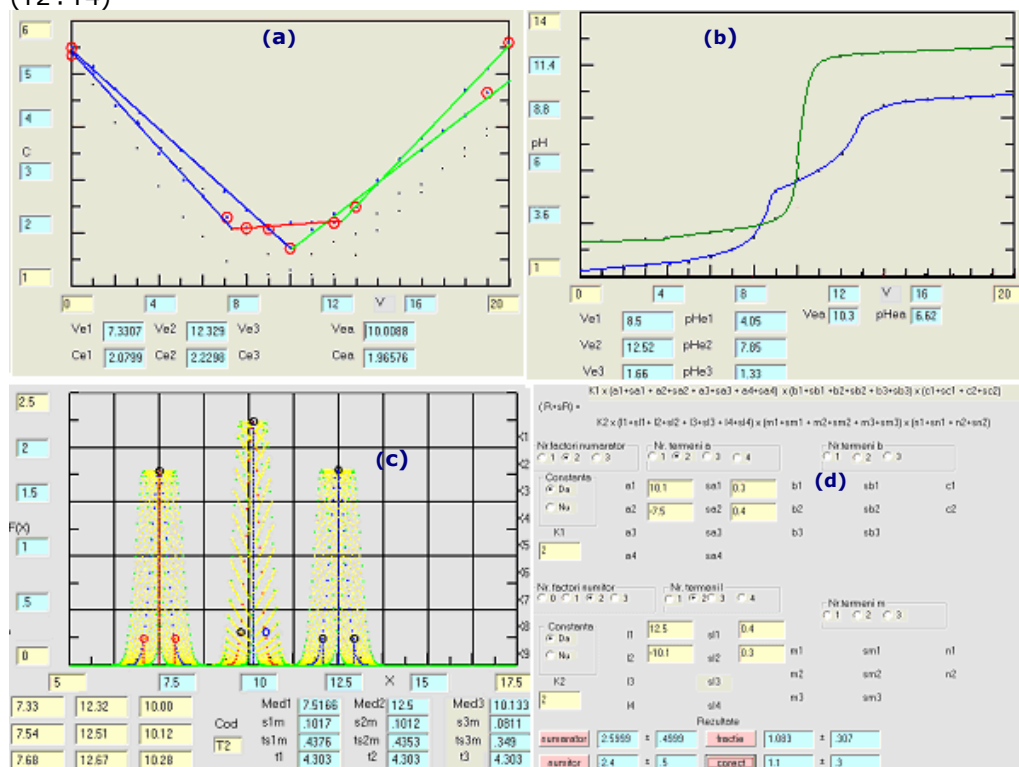 (12.14)
(a)
6
5
4
C
3
2
1
0 4 8 12 V 16 20
Ve1 7.3307 Ve2 12.329 Ve3 Vea 10.0088
Ce1 2.0799 Ce2 2.2298 Ce3 Cea 1.96576
(b)
14
11.4
8.8
pH
6
3.6
1
0 4 8 12 V 16 20
Ve1 8.5 pHe1 4.05 Vea 10.3 pHea 6.62
Ve2 12.52 pHe2 7.85
Ve3 1.66 pHe3 1.33
(c)
2.5
2
1.5
F(X)
1
.5
0
K1
K2
K3
K4
K5
K6
K7
K8
K9
5 7.5 10 12.5 X 15 17.5
7.33 12.32 10.00 Med1 7.5166 Med2 12.5 Med3 10.133
7.54 12.51 10.12 Cod s1m .1017 s2m .1012 s3m .0811
T2 ts1m .4376 ts2m .4353 ts3m .349
7.68 12.67 10.28 t1 4.303 t2 4.303 t3 4.303
K1 x (a1+sa1 + a2+sa2 + a3+sa3 + a4+sa4) x (b1+sb1 +b2+sb2 + b3+sb3) x (c1+sc1 + c2+sc2)
(R+sR) =
K2 x (l1+sl1 + l2+sl2 + l3+sl3 + l4+sl4) x (m1+sm1 + m2+sm2 + m3+sm3) x (n1+sn1 + n2+sn2)
Nr.factori numarator Nr. termeni a Nr.termeni b
1 2 3 1 2 3 4 1 2 3
(d)
Constanta
Da a1 10.1 sa1 0.3 b1 sb1 c1
Nu a2 -7.5 sa2 0.4 b2 sb2 c2
K1 a3 sa3 b3 sb3
2 a4 sa4
Nr. factori numitor Nr. termeni l Nr.termeni m
0 1 2 3 1 2 3 4 1 2 3
Constanta
Da l1 12.5 sl1 0.4
Nu l2 -10.1 sl2 0.3 m1 sm1 n1
K2 l3 sl3 m2 sm2 n2
2 l4 sl4 m3 sm3
Rezultate
numarator 2.5999 ± .4999 fractie 1.083 ± .307
numitor 2.4 ± .5 corect 1.1 ± .3